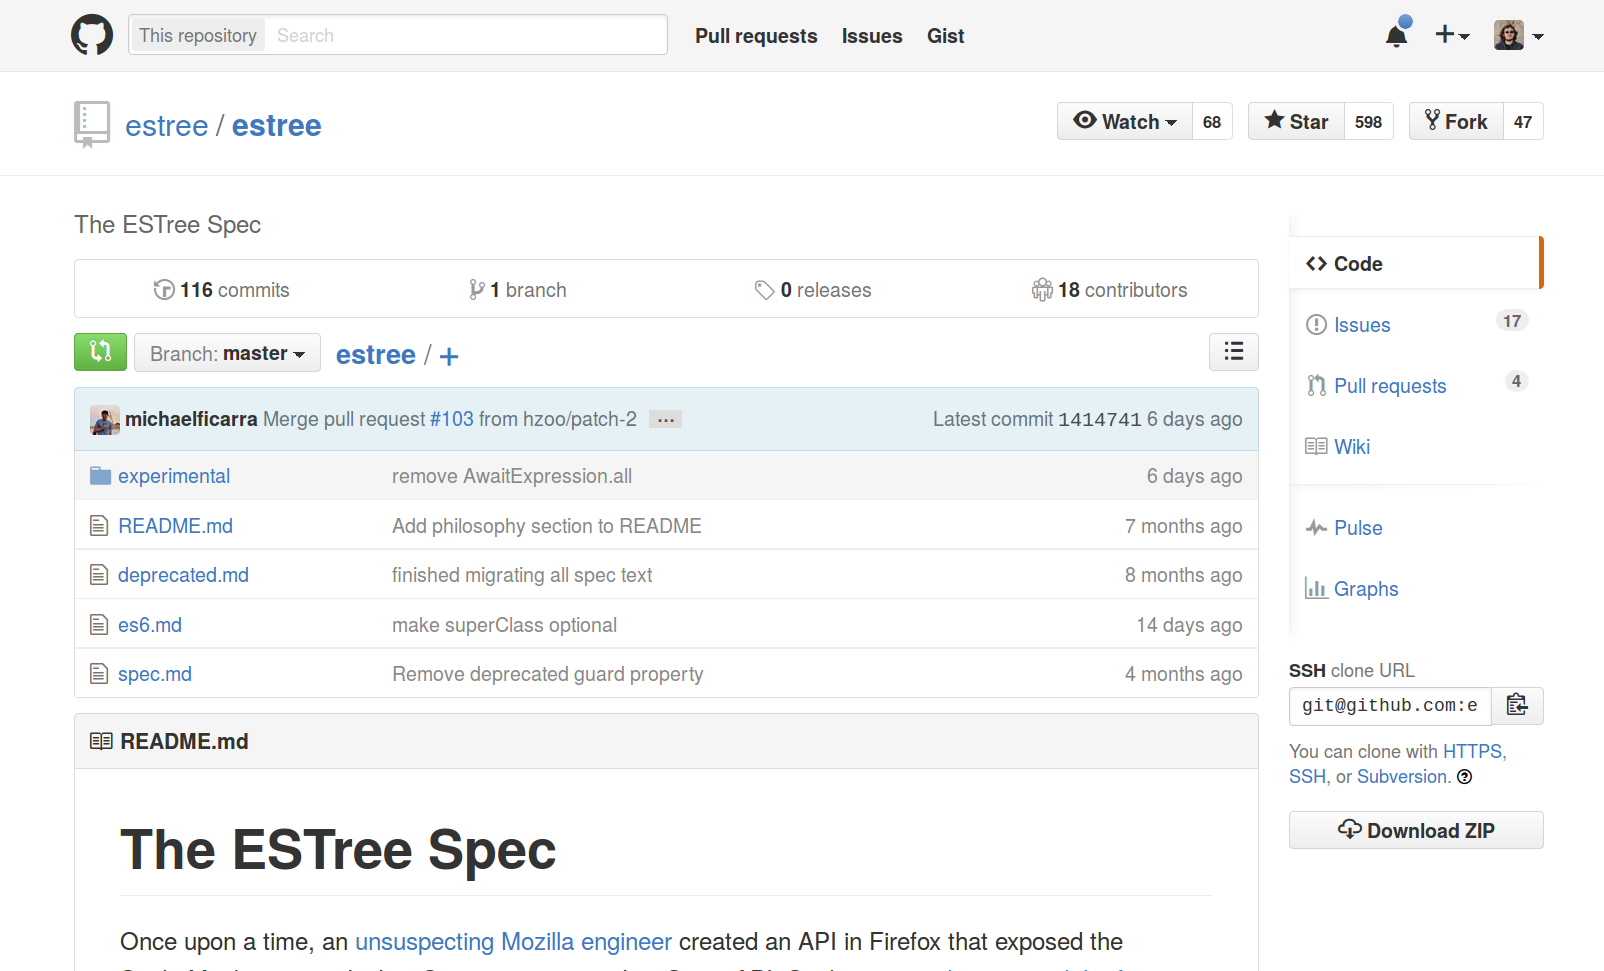 This repository Search Pull requests Issues Gist
estree / estree Watch 68 Star 598 Fork 47
The ESTree Spec
116 commits 1 branch 0 releases 18 contributors
Branch: master estree / +
michaelficarra Merge pull request #103 from hzoo/patch-2 … Latest commit 1414741 6 days ago
experimental remove AwaitExpression.all 6 days ago
README.md Add philosophy section to README 7 months ago
deprecated.md finished migrating all spec text 8 months ago
es6.md make superClass optional 14 days ago
spec.md Remove deprecated guard property 4 months ago
README.md
The ESTree Spec
Once upon a time, an unsuspecting Mozilla engineer created an API in Firefox that exposed the
Code
Issues 17
Pull requests 4
Wiki
Pulse
Graphs
SSH clone URL
git@github.com:e
You can clone with HTTPS,
SSH, or Subversion.
Download ZIP